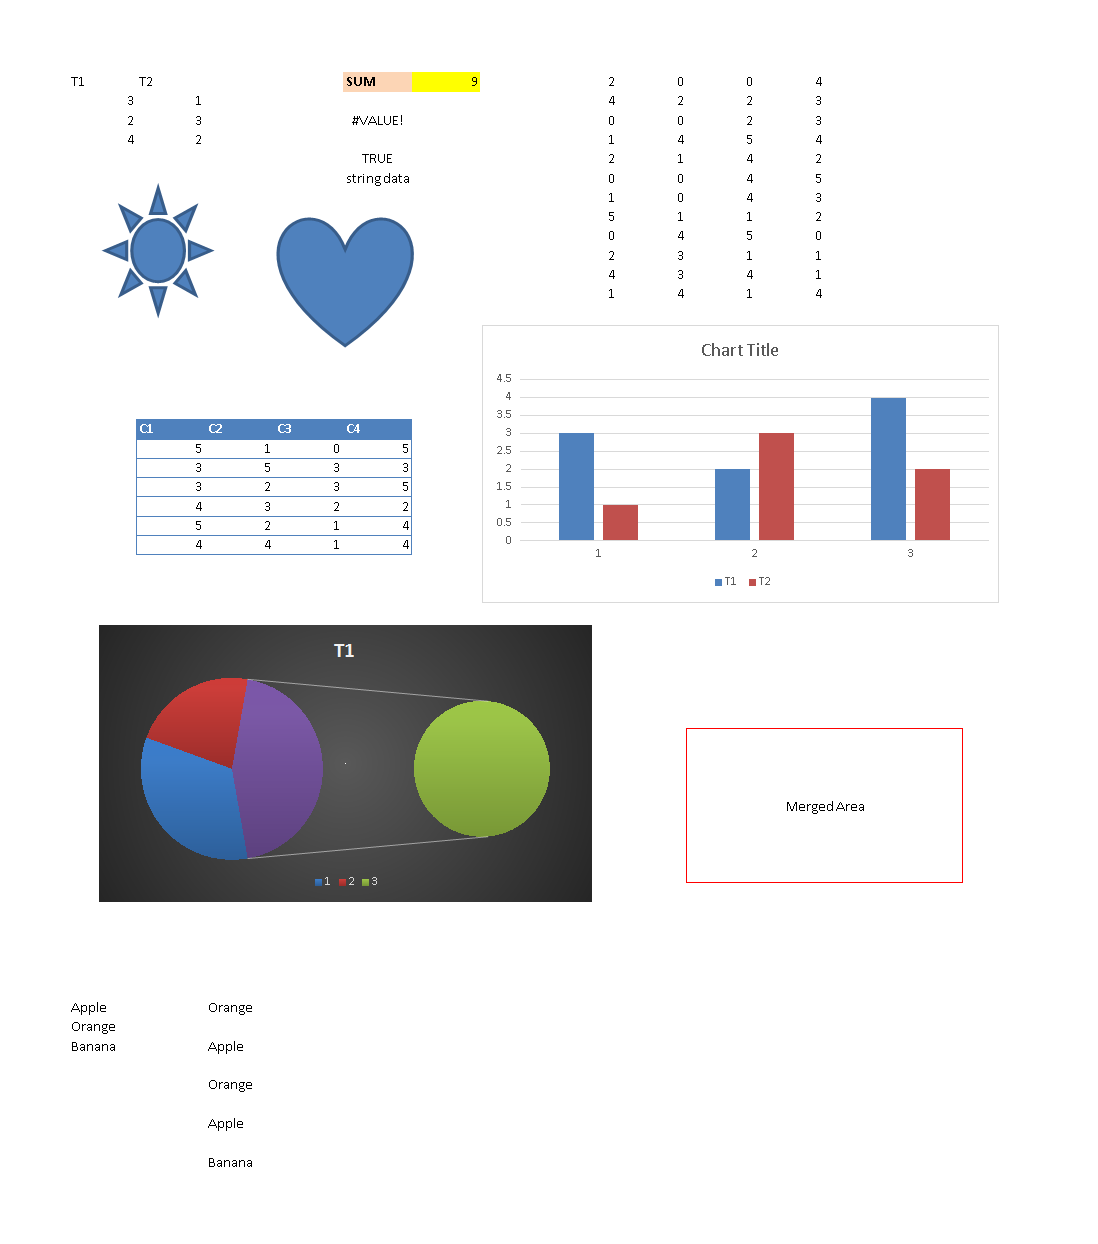 T1 T2 SUM 9 2 0 0 4
3 1 4 2 2 3
2 3 #VALUE! 0 0 2 3
4 2 1 4 5 4
TRUE 2 1 4 2
string data 0 0 4 5
1 0 4 3
5 1 1 2
0 4 5 0
2 3 1 1
4 3 4 1
1 4 1 4
Chart Title
4.5
4
3.5
3
2.5
2
1.5
1
0.5
0
1 2 3
T1 T2
C1 C2 C3 C4
5 1 0 5
3 5 3 3
3 2 3 5
4 3 2 2
5 2 1 4
4 4 1 4
T1
1 2 3
Merged Area
Apple Orange
Orange
Banana Apple
Orange
Apple
Banana